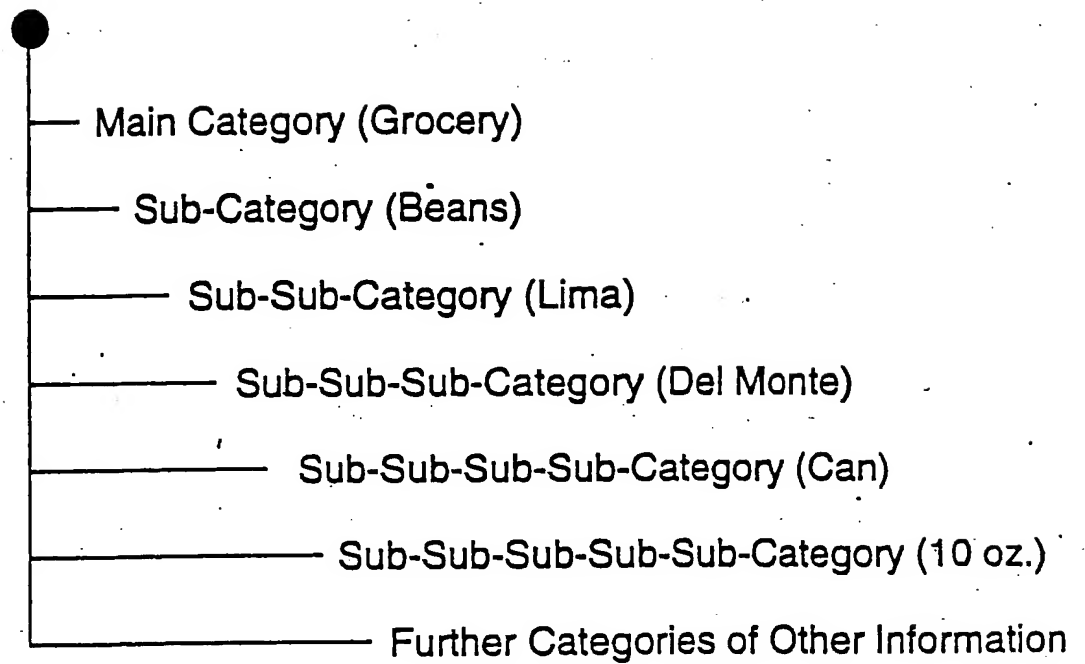 Main Category (Grocery)
Sub-Category (Beans)
Sub-Sub-Category (Lima)
Sub-Sub-Sub-Category (Del Monte)
Sub-Sub-Sub-Sub-Category (Can)
Sub-Sub-Sub-Sub-Sub-Category (10 oz.)
Further Categories of Other Information